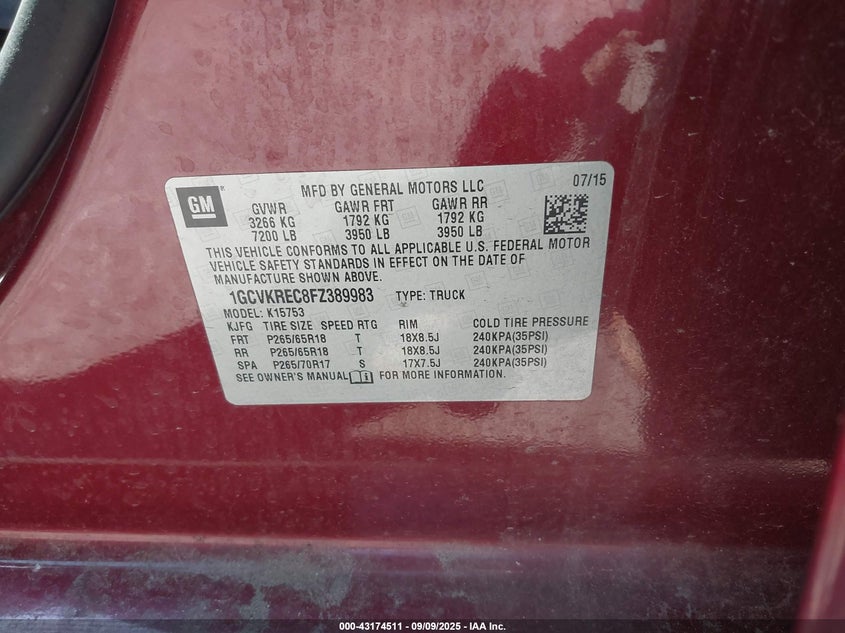 GM
MFD BY GENERAL MOTORS LLC 07/15
GVWR GAWR FRT GAWR RR
3266 KG 1792 KG 1792 KG
7200 LB 3950 LB 3950 LB
THIS VEHICLE CONFORMS TO ALL APPLICABLE U.S. FEDERAL MOTOR
VEHICLE SAFETY STANDARDS IN EFFECT ON THE DATE OF
MANUFACTURE SHOWN ABOVE.
1GCVKREC8FZ389983 TYPE: TRUCK
MODEL: K15753
KJFG TIRE SIZE SPEED RTG RIM COLD TIRE PRESSURE
FRT P265/65R18 T 18X8.5J 240KPA(35PSI)
RR P265/65R18 T 18X8.5J 240KPA(35PSI)
SPA P265/70R17 S 17X7.5J 240KPA(35PSI)
SEE OWNER'S MANUAL FOR MORE INFORMATION.
000-43174511 - 09/09/2025 - IAA Inc.